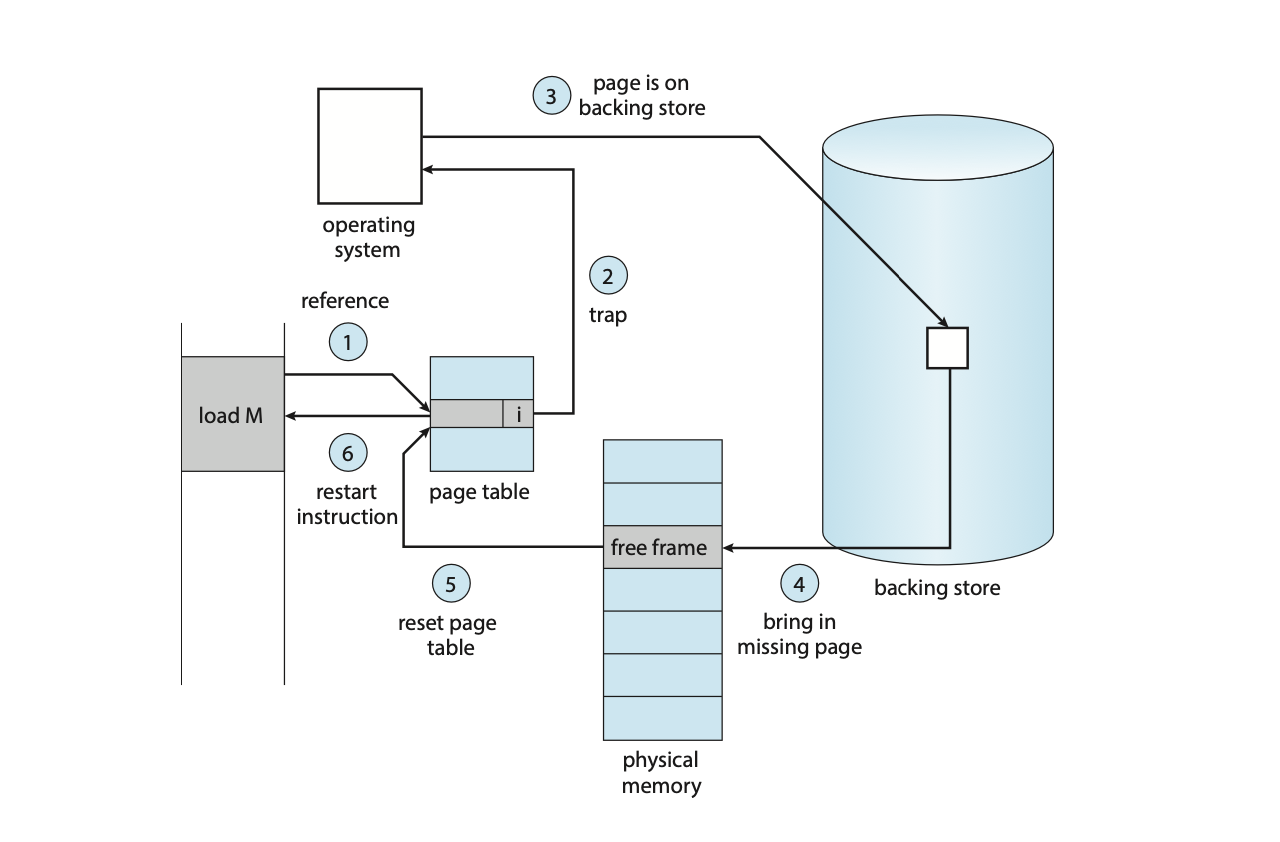 3
page is on
backing store
operating
system
2
trap
reference
1
load M
i
6
restart
instruction
page table
free frame
5
reset page
table
4
bring in
missing page
backing store
physical
memory